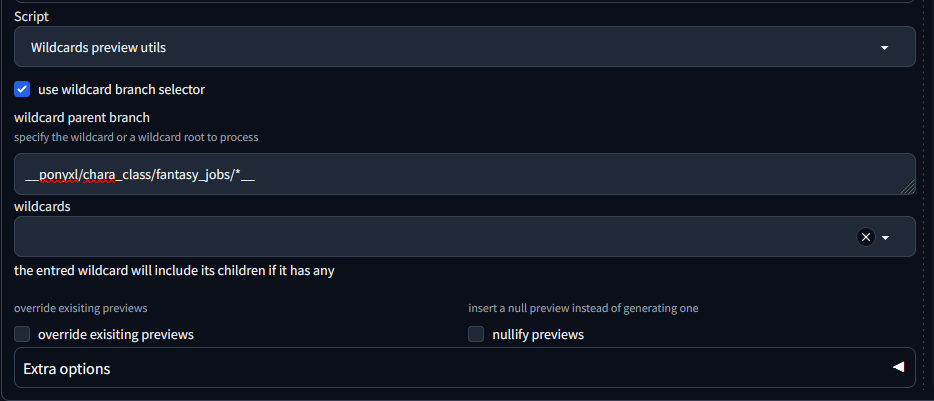 Script
Wildcards preview utils
use wildcard branch selector
wildcard parent branch
specify the wildcard or a wildcard root to process
__ponyxl/chara_class/fantasy_jobs/*__
wildcards
the entred wildcard will include its children if it has any
override exisiting previews
insert a null preview instead of generating one
override exisiting previews
nullify previews
Extra options